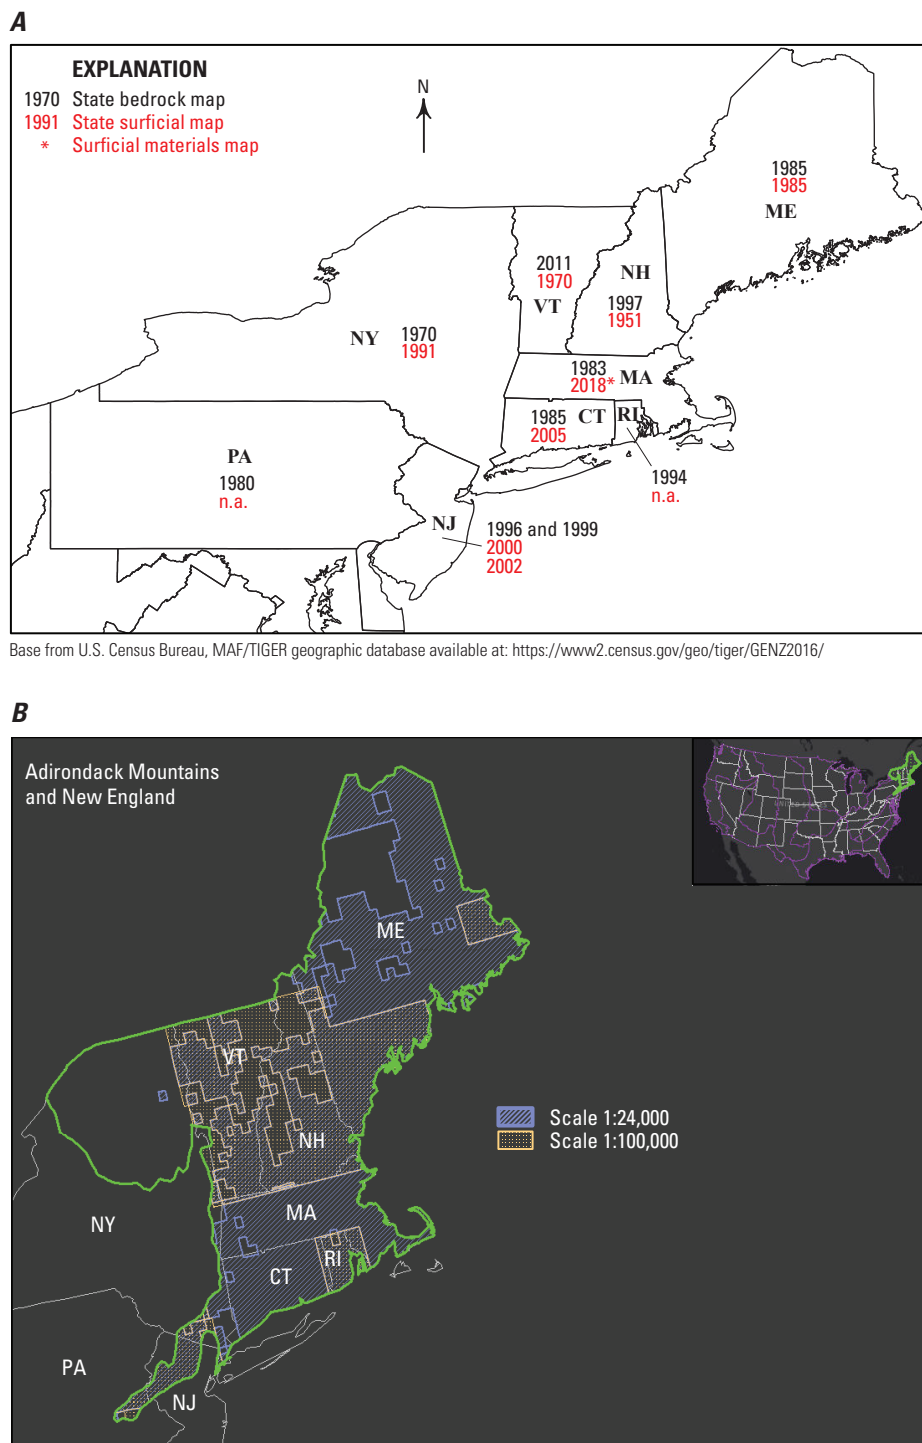 A
EXPLANATION
1970 State bedrock map
1991 State surficial map
* Surficial materials map
N
1985
1985
ME
2011
1970
VT
NH
1997
1951
NY
1970
1991
1983
2018*
MA
1985
2005
CT
RI
1994
n.a.
PA
1980
n.a.
NJ
1996 and 1999
2000
2002
Base from U.S. Census Bureau, MAF/TIGER geographic database available at: https://www2.census.gov/geo/tiger/GENZ2016/
B
Adirondack Mountains
and New England
UNITED STATES
ME
VT
NH
Scale 1:24,000
Scale 1:100,000
MA
NY
RI
CT
PA
NJ